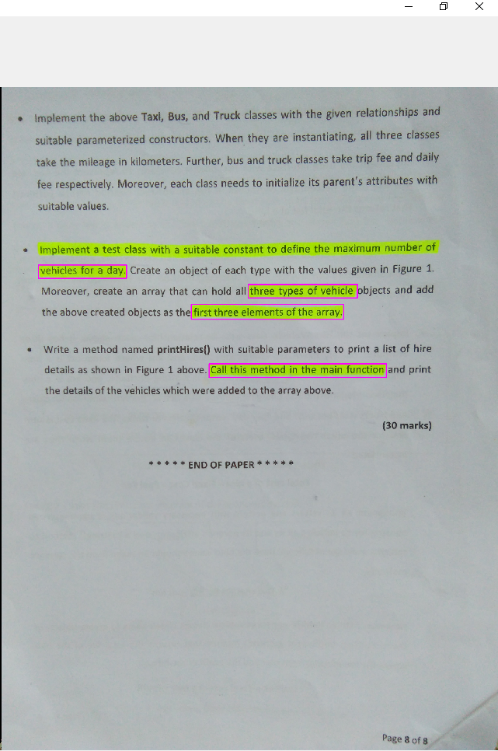 • Implement the above Taxi, Bus, and Truck classes with the given relationships and
suitable parameterized constructors. When they are instantiating, all three classes
take the mileage in kilometers. Further, bus and truck classes take trip fee and daily
fee respectively. Moreover, each class needs to initialize its parent's attributes with
suitable values.
• Implement a test class with a suitable constant to define the maximum number of
vehicles for a day. Create an object of each type with the values given in Figure 1.
Moreover, create an array that can hold all three types of vehicle objects and add
the above created objects as the first three elements of the array.
• Write a method named printHires() with suitable parameters to print a list of hire
details as shown in Figure 1 above. Call this method in the main function and print
the details of the vehicles which were added to the array above.
(30 marks)
* * * * * END OF PAPER * * * * *
Page 8 of 8